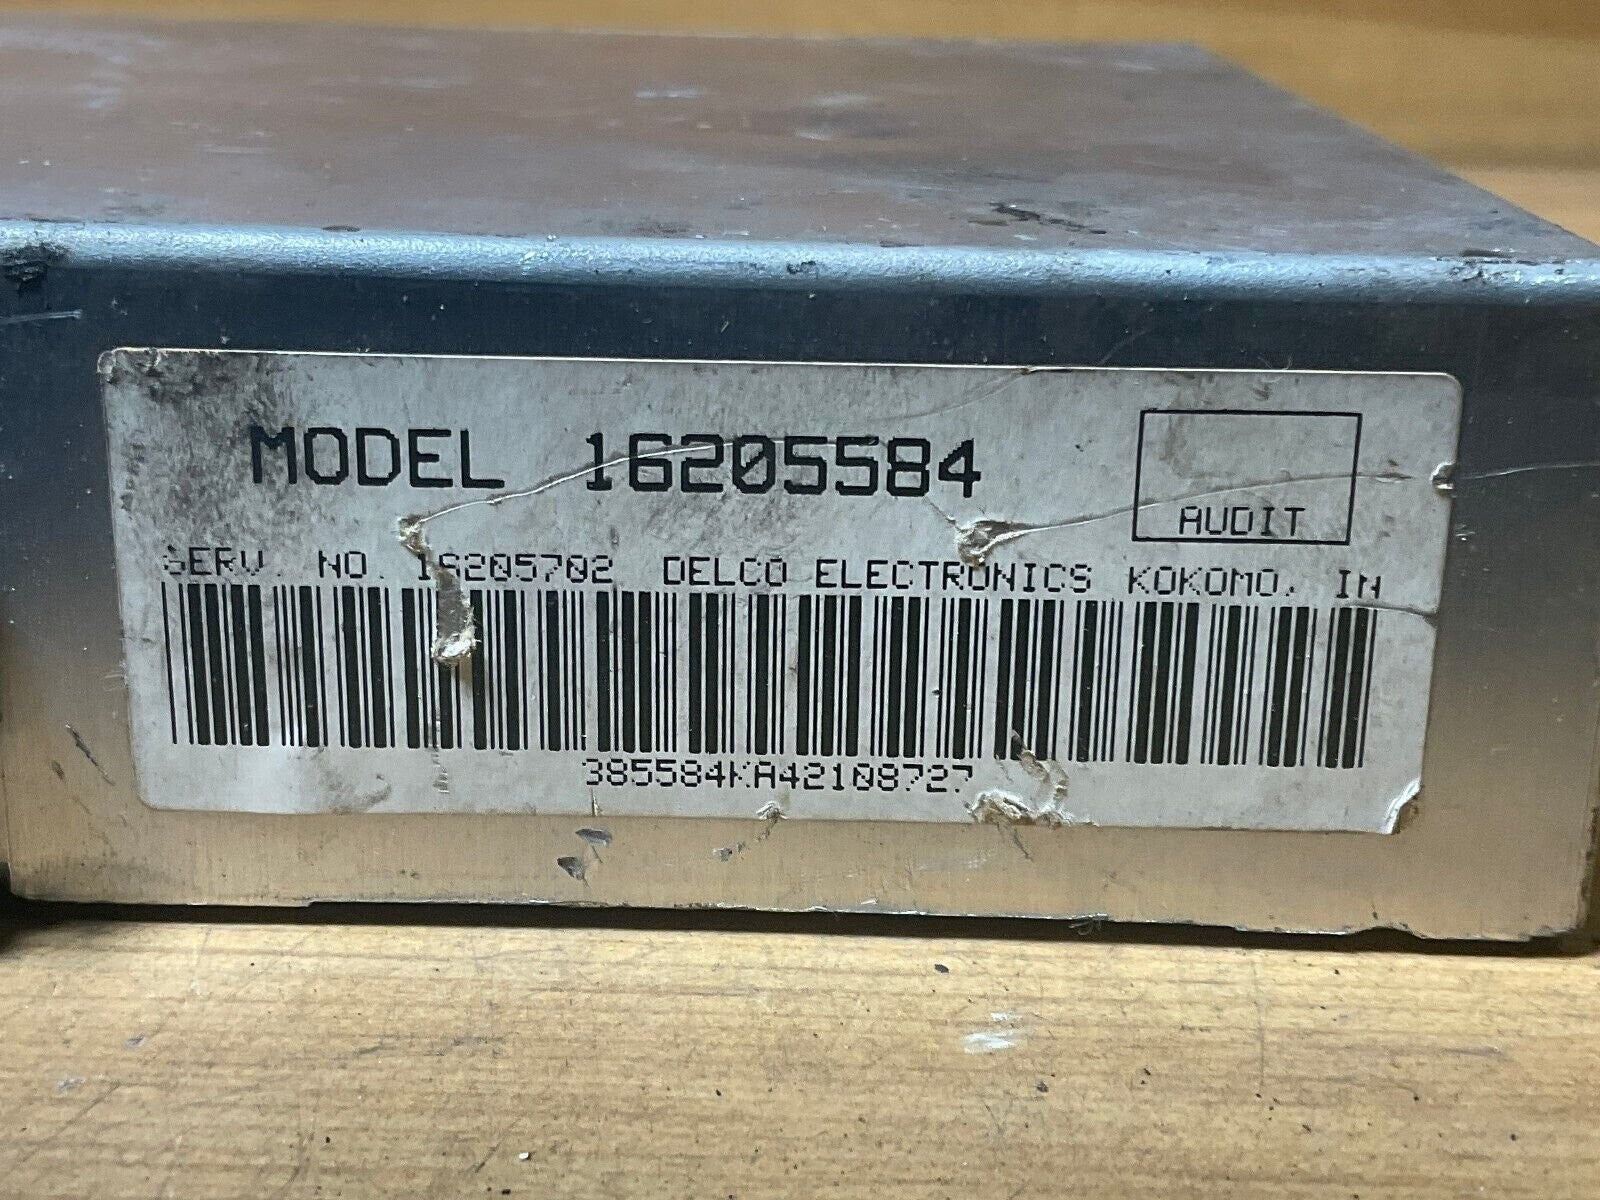 MODEL 16205584
AUDIT
SERV. NO. 16205702 DELCO ELECTRONICS KOKOMO, IN
385584KA42108727